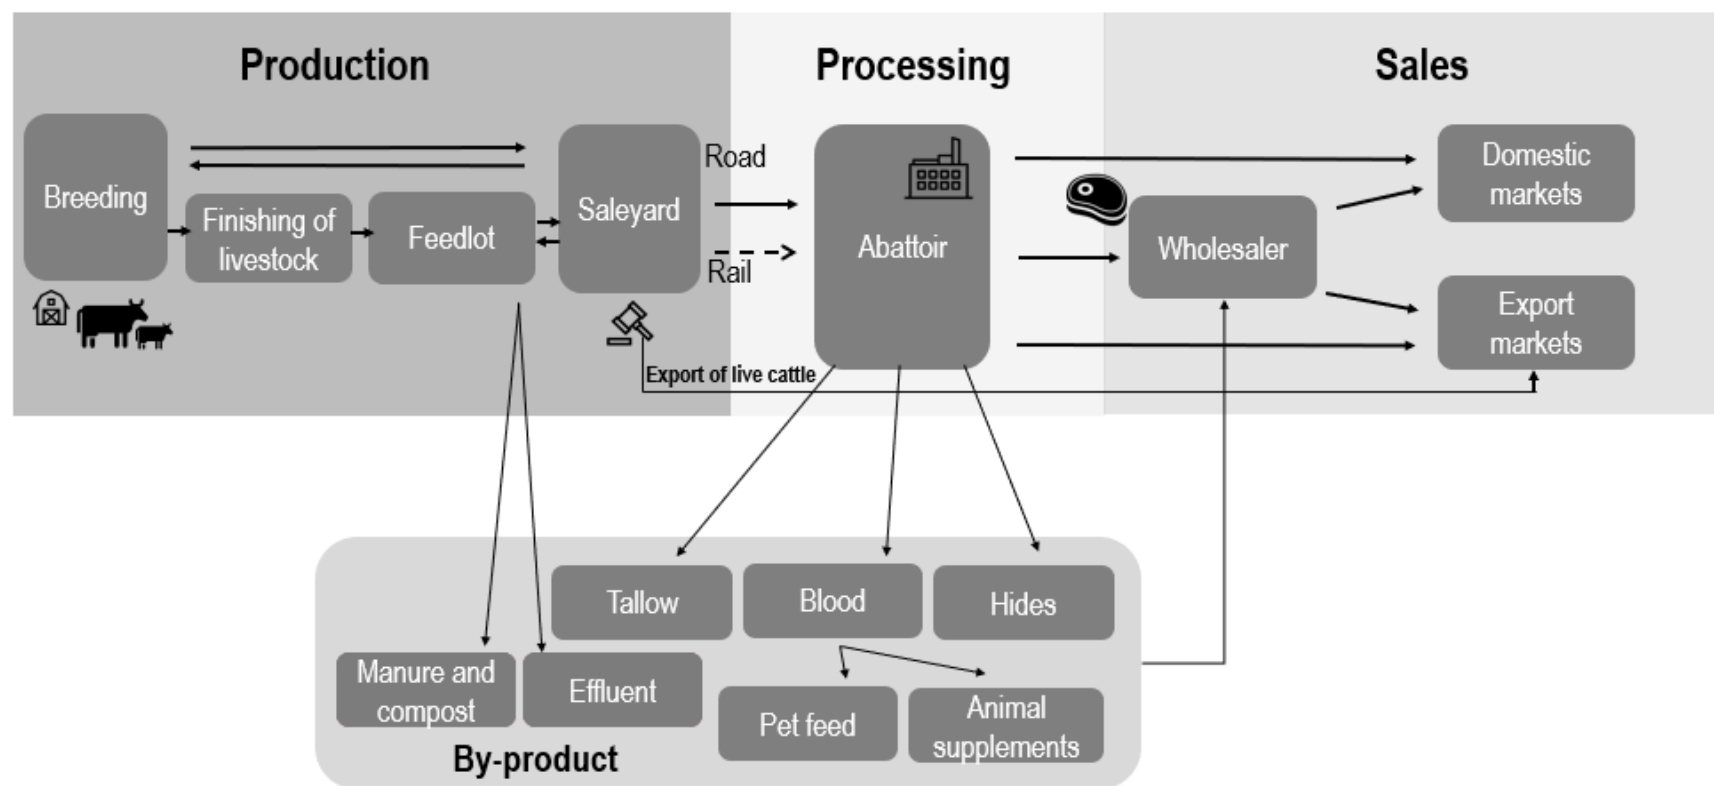 Production
Processing
Sales
Breeding
Finishing of
livestock
Feedlot
Saleyard
Road
Rail
Abattoir
Wholesaler
Domestic
markets
Export
markets
Export of live cattle
Tallow
Blood
Hides
Manure and
compost
Effluent
Pet feed
Animal
supplements
By-product